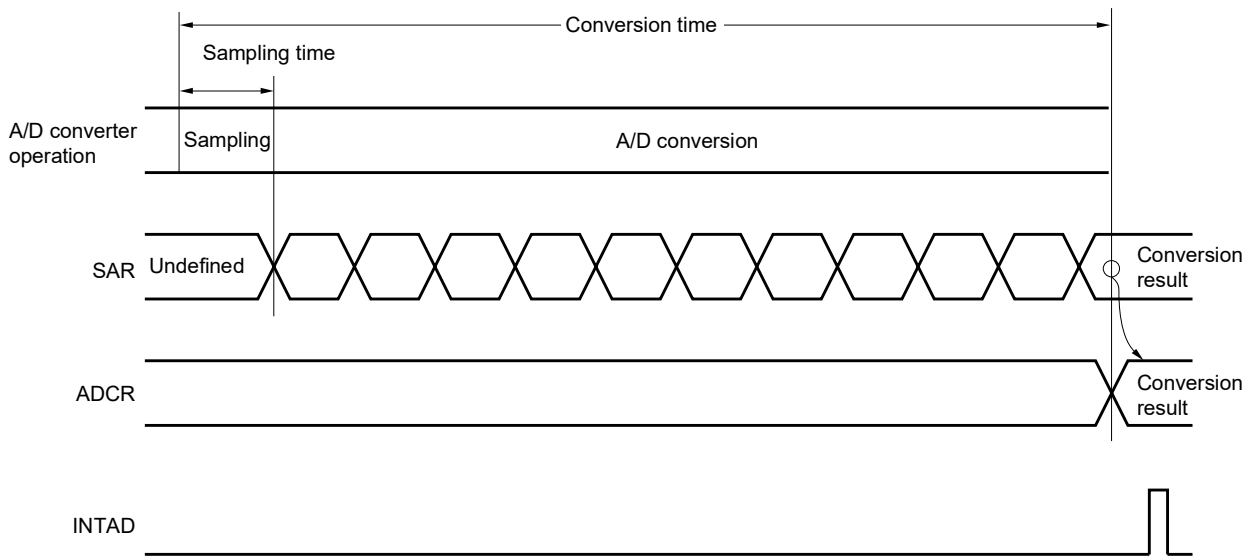 Conversion time
Sampling time
A/D converter
operation
Sampling
A/D conversion
SAR
Undefined
Conversion
result
ADCR
Conversion
result
INTAD